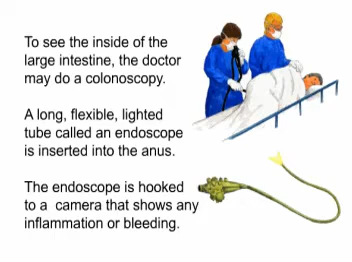 To see the inside of the
large intestine, the doctor
may do a colonoscopy.
A long, flexible, lighted
tube called an endoscope
is inserted into the anus.
The endoscope is hooked
to a camera that shows any
inflammation or bleeding.